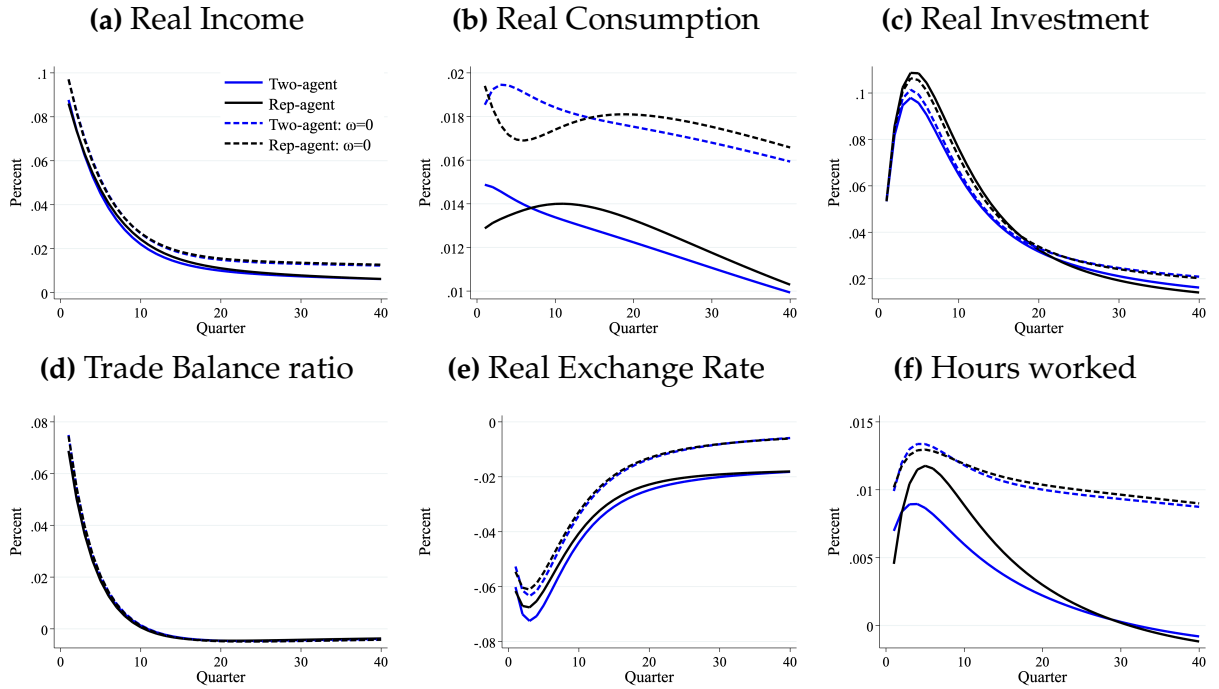 (a) Real Income
(b) Real Consumption
(c) Real Investment
.1
.08
.06
.04
.02
0
Percent
0 10 20 30 40
Quarter
Two-agent
Rep-agent
Two-agent: ω=0
Rep-agent: ω=0
.02
.018
.016
.014
.012
.01
Percent
0 10 20 30 40
Quarter
.1
.08
.06
.04
.02
Percent
0 10 20 30 40
Quarter
(d) Trade Balance ratio
(e) Real Exchange Rate
(f) Hours worked
.08
.06
.04
.02
0
Percent
0 10 20 30 40
Quarter
0
-.02
-.04
-.06
-.08
Percent
0 10 20 30 40
Quarter
.015
.01
.005
0
Percent
0 10 20 30 40
Quarter